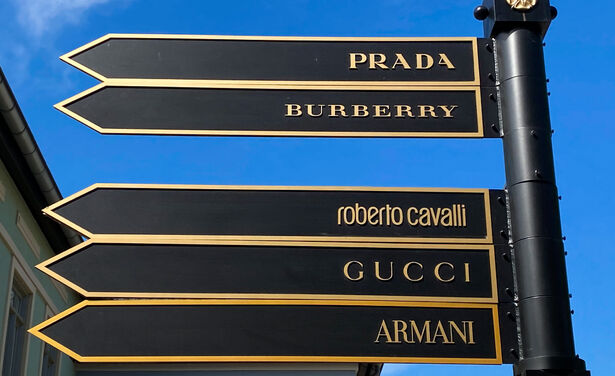 PRADA
BURBERRY
roberto cavalli
GUCCI
ARMANI